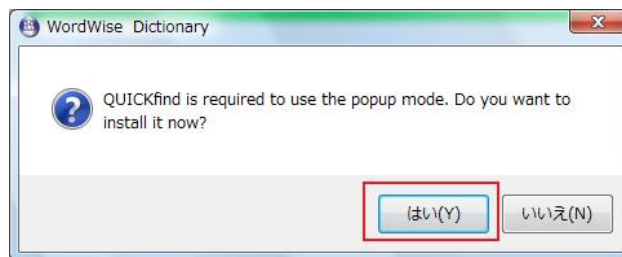 WordWise Dictionary
QUICKfind is required to use the popup mode. Do you want to
install it now?
はい(Y) いいえ(N)